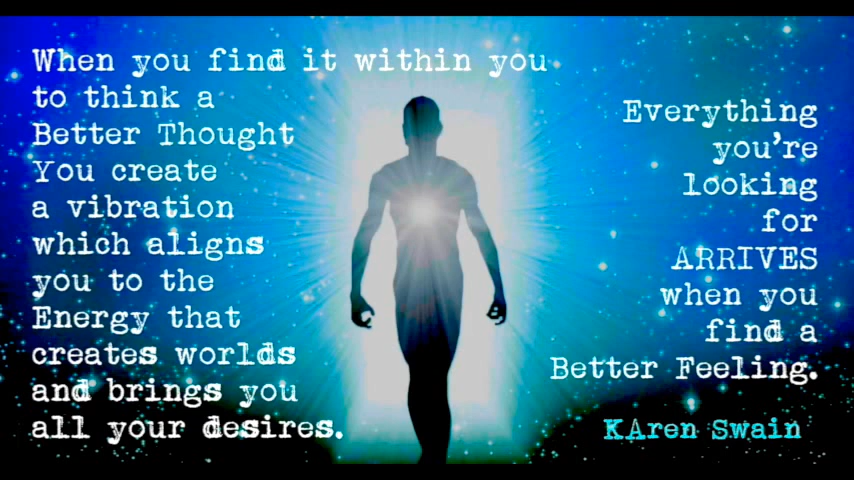 When you find it within you
to think a
Better Thought
You create
a vibration
which aligns
you to the
Energy that
creates worlds
and brings you
all your desires.
Everything
you're
looking
for
ARRIVES
when you
find a
Better Feeling.
KAren Swain